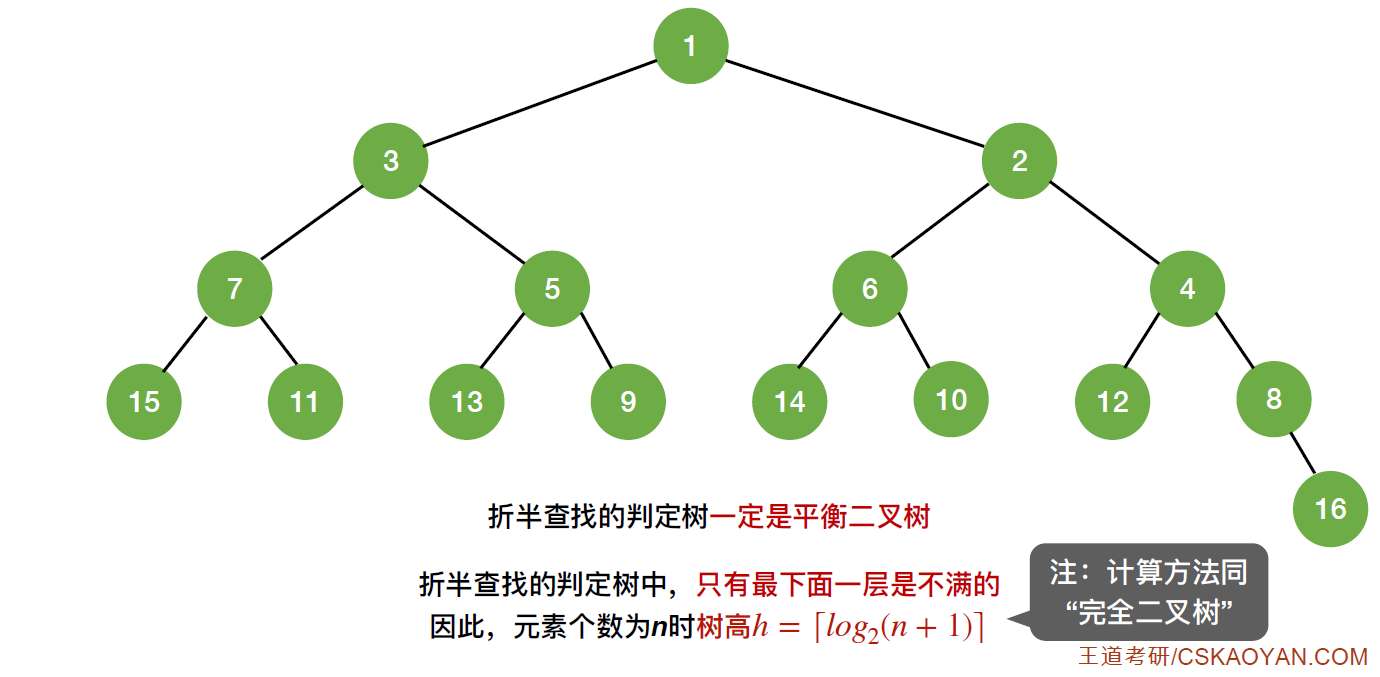 1
3
2
7
5
6
4
15
11
13
9
14
10
12
8
16
折半查找的判定树一定是平衡二叉树
折半查找的判定树中，只有最下面一层是不满的
因此，元素个数为n时树高h = ⌈log₂(n + 1)⌉
注：计算方法同
“完全二叉树”
王道考研/CSKAOYAN.COM